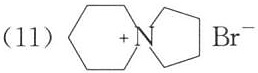 (11) + N Br⁻